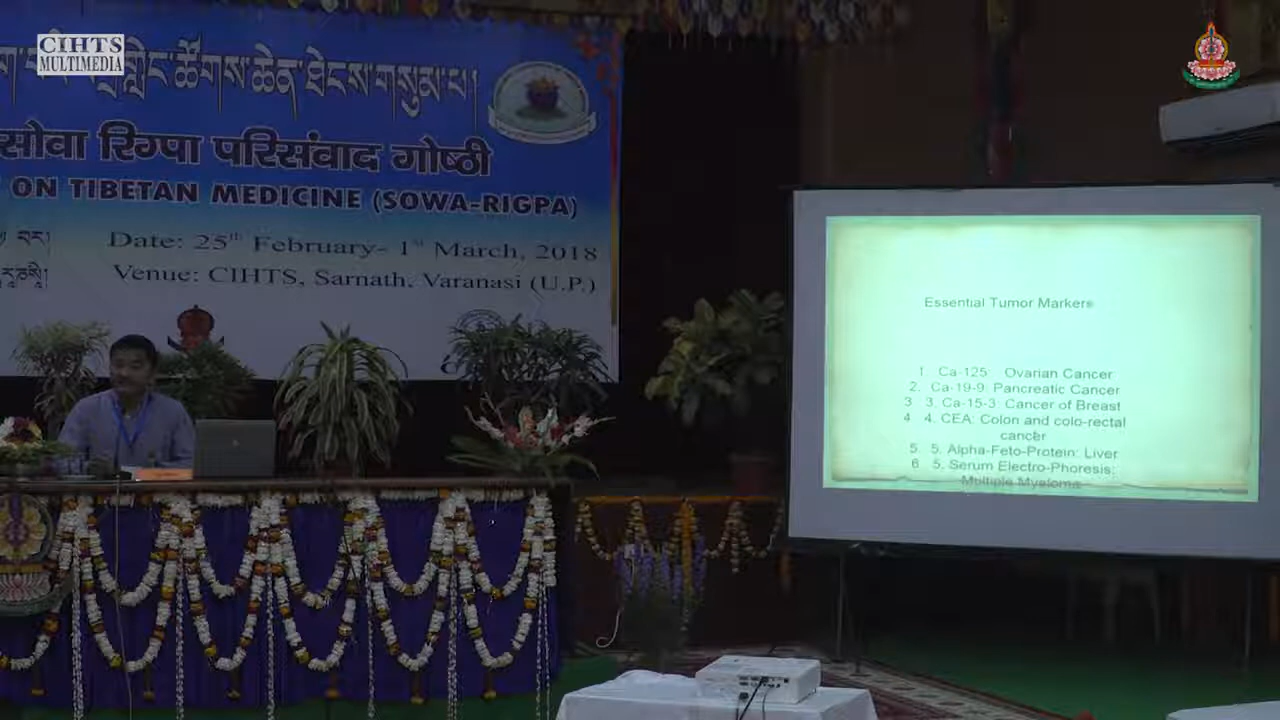 CIHTS
MULTIMEDIA
གླིང་ཚོགས་ཆེན་ཐེངས་གསུམ་པ།
सोवा रिग्पा परिसंवाद गोष्ठी
ON TIBETAN MEDICINE (SOWA-RIGPA)
Date: 25th February- 1st March, 2018
Venue: CIHTS, Sarnath, Varanasi (U.P.)
Essential Tumor Markers
1 Ca-125: Ovarian Cancer
2. Ca-19-9: Pancreatic Cancer
3 3. Ca-15-3: Cancer of Breast
4 4. CEA: Colon and colo-rectal
cancer
5. 5. Alpha-Feto-Protein: Liver
6 5. Serum Electro-Phoresis:
Multiple Myeloma